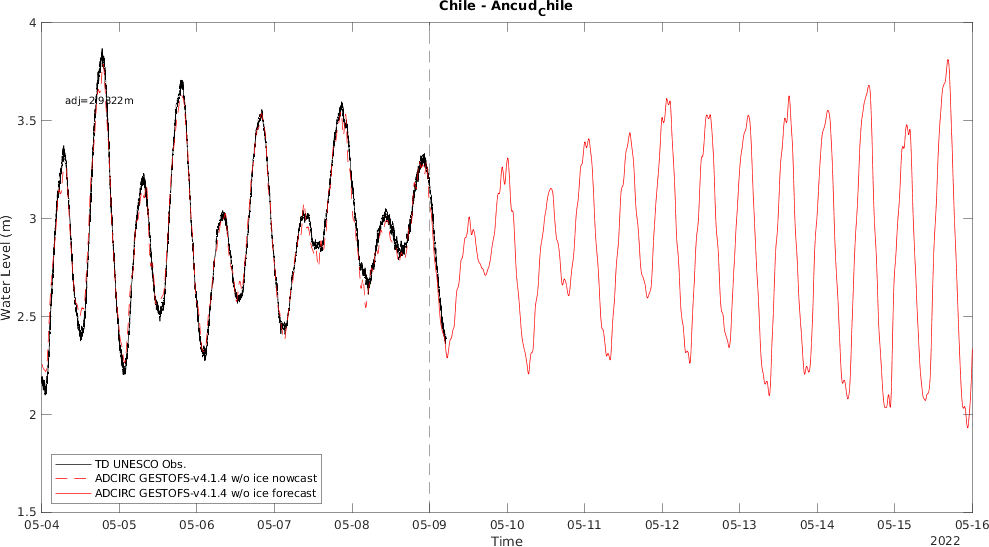 Chile - Ancud_Chile
4
3.5
3
2.5
2
1.5
Water Level (m)
adj=2.9322m
TD UNESCO Obs.
ADCIRC GESTOFS-v4.1.4 w/o ice nowcast
ADCIRC GESTOFS-v4.1.4 w/o ice forecast
05-04 05-05 05-06 05-07 05-08 05-09 05-10 05-11 05-12 05-13 05-14 05-15 05-16
Time
2022